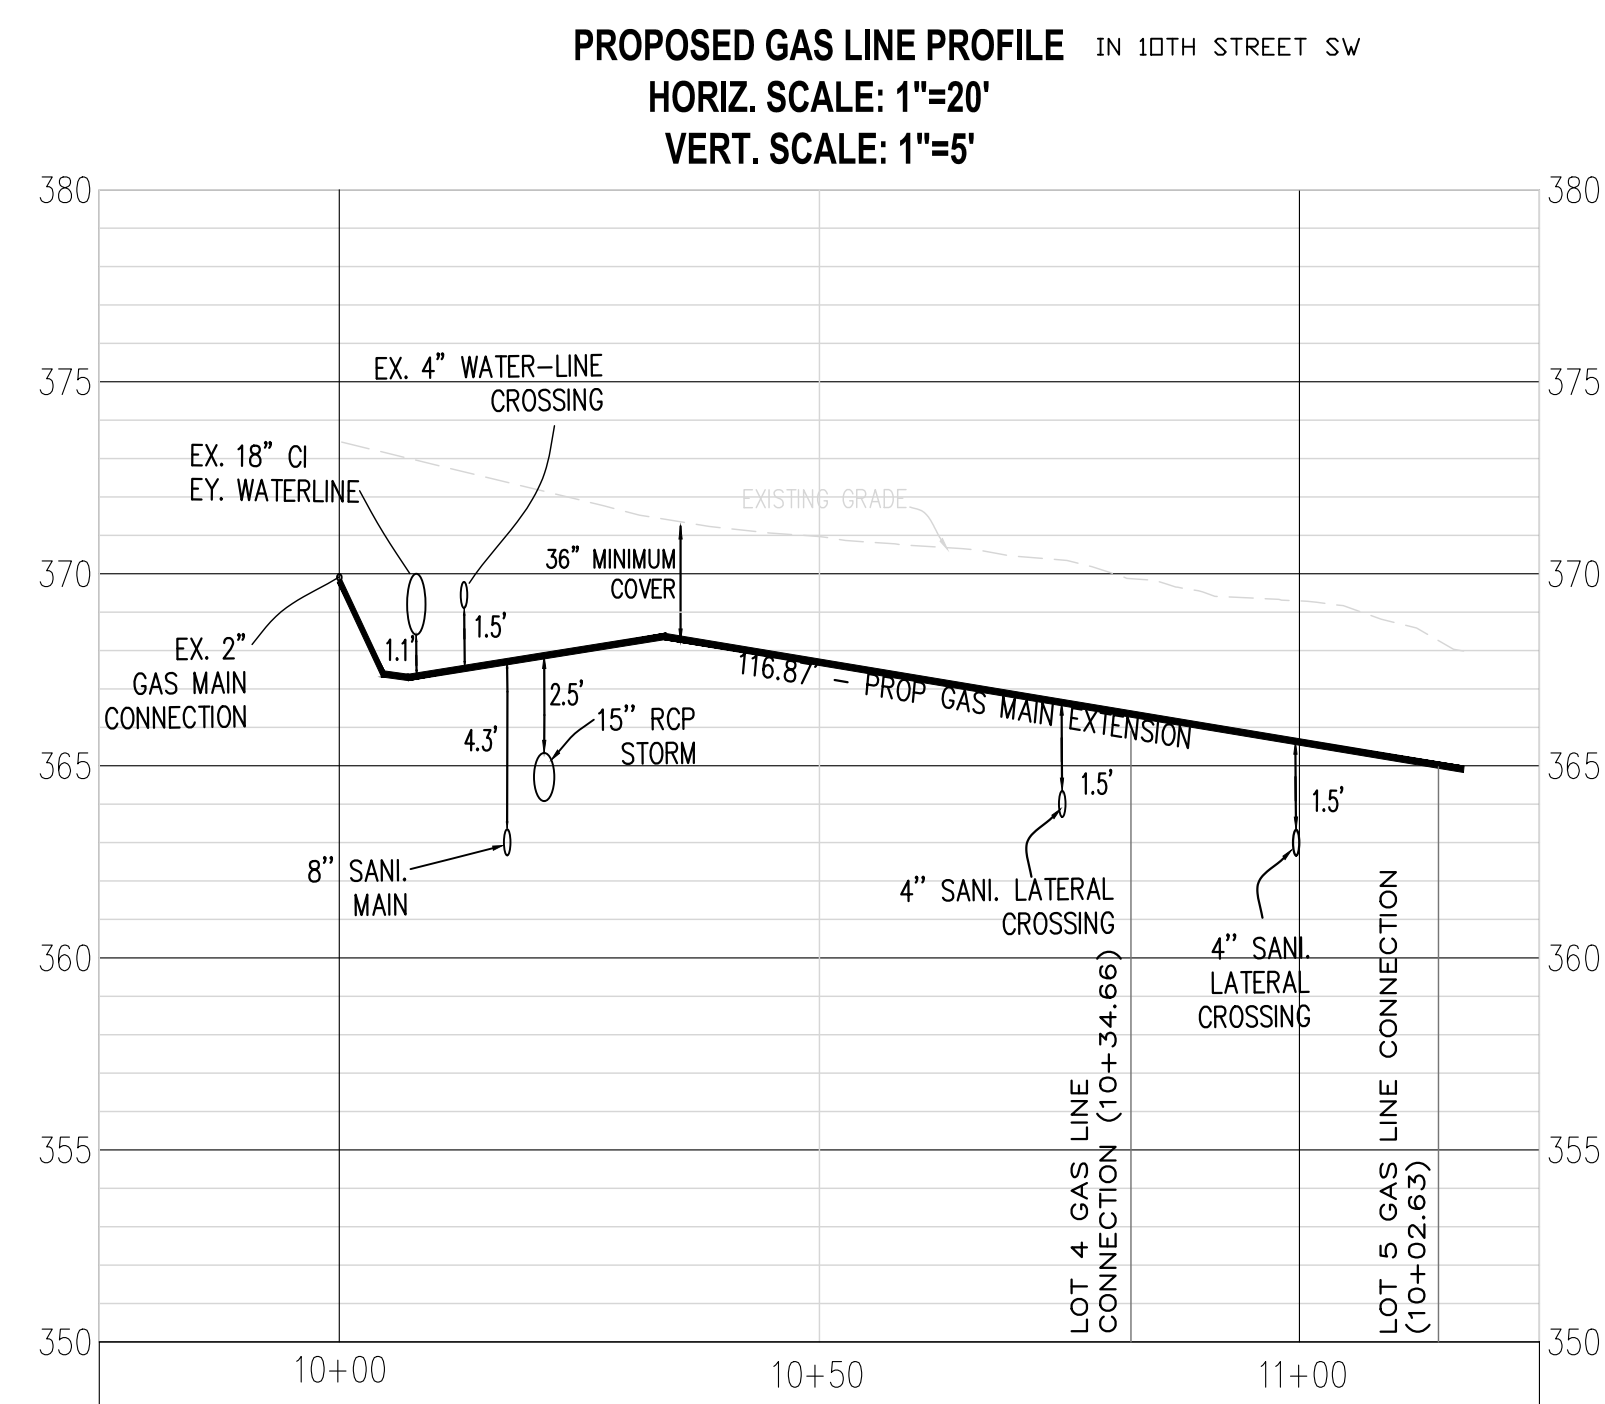 PROPOSED GAS LINE PROFILE IN 10TH STREET SW
HORIZ. SCALE: 1"=20'
VERT. SCALE: 1"=5'
380 380
375 375
EX. 4" WATER-LINE
CROSSING
EX. 18" CI
EY. WATERLINE
EXISTING GRADE
370 370
36" MINIMUM
COVER
1.1'
1.5'
EX. 2"
GAS MAIN
CONNECTION
116.87' - PROP GAS MAIN EXTENSION
2.5'
4.3'
15" RCP
STORM
365 365
1.5'
1.5'
8" SANI.
MAIN
4" SANI. LATERAL
CROSSING
4" SANI.
LATERAL
CROSSING
360 360
LOT 4 GAS LINE
CONNECTION (10+34.66)
LOT 5 GAS LINE CONNECTION
(10+02.63)
355 355
350 350
10+00 10+50 11+00